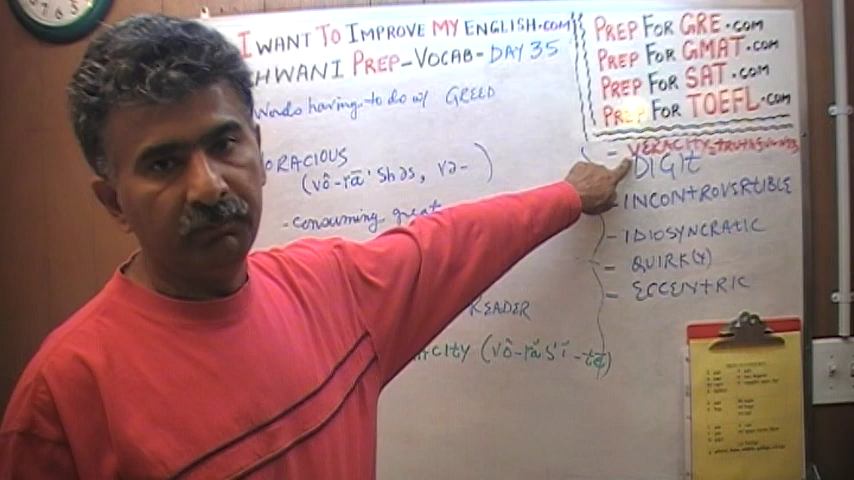 I WANT TO IMPROVE MY ENGLISH.COM
HWANI PREP-VOCAB-DAY 35
Words having to do w/ GREED
ORACIOUS
(vô-rā'shəs, və-)
-consuming great
READER
CITY (vô-răs'ĭ-tē)
PREP FOR GRE.COM
PREP FOR GMAT.COM
PREP FOR SAT.COM
PREP FOR TOEFL.COM
- VERACITY=TRUTHFULNESS
DIGIT
- INCONTROVERTIBLE
- IDIOSYNCRATIC
- QUIRK(Y)
- ECCENTRIC